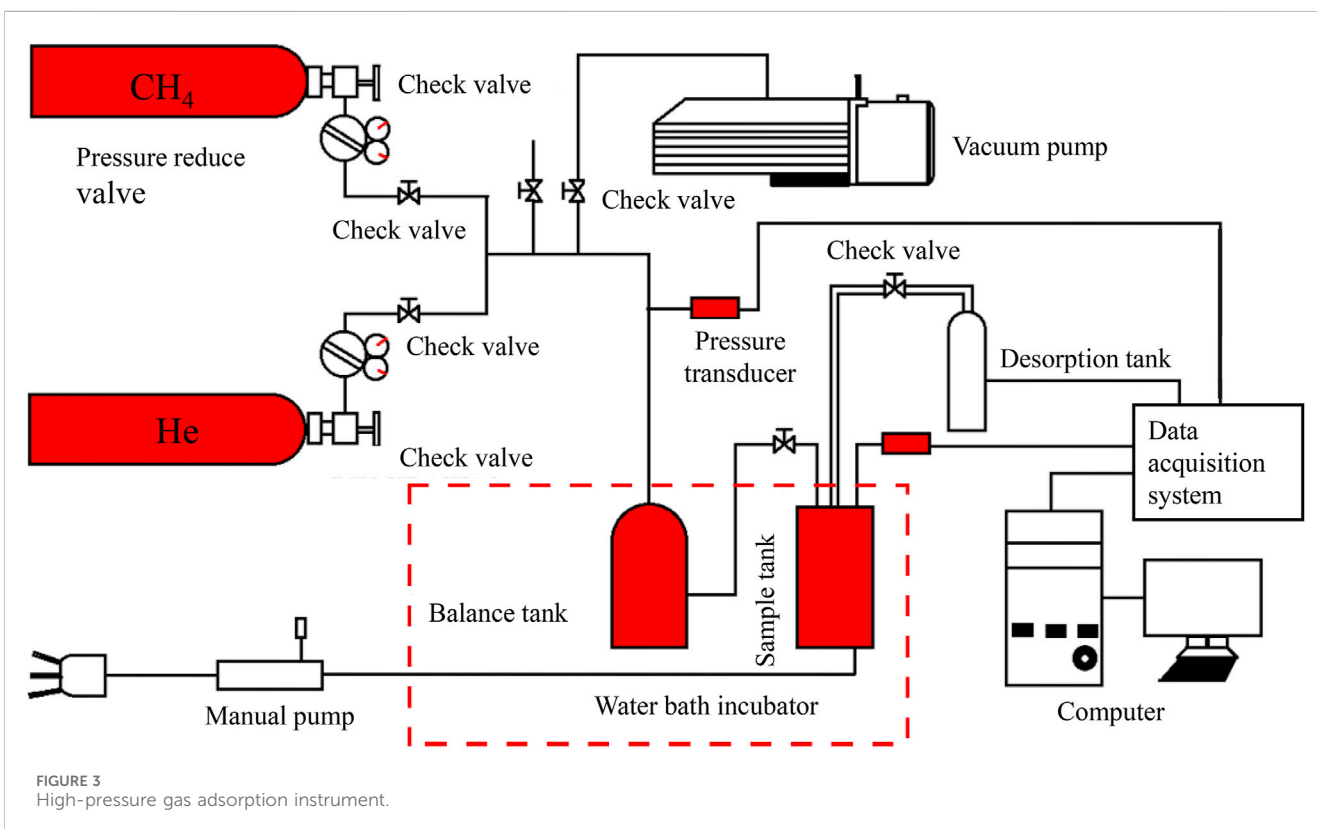 CH₄
Check valve
Pressure reduce
valve
Check valve
Vacuum pump
Check valve
Check valve
Check valve
Pressure
transducer
Desorption tank
He
Check valve
Data
acquisition
system
Balance tank
Sample tank
Water bath incubator
Manual pump
Computer
FIGURE 3
High-pressure gas adsorption instrument.